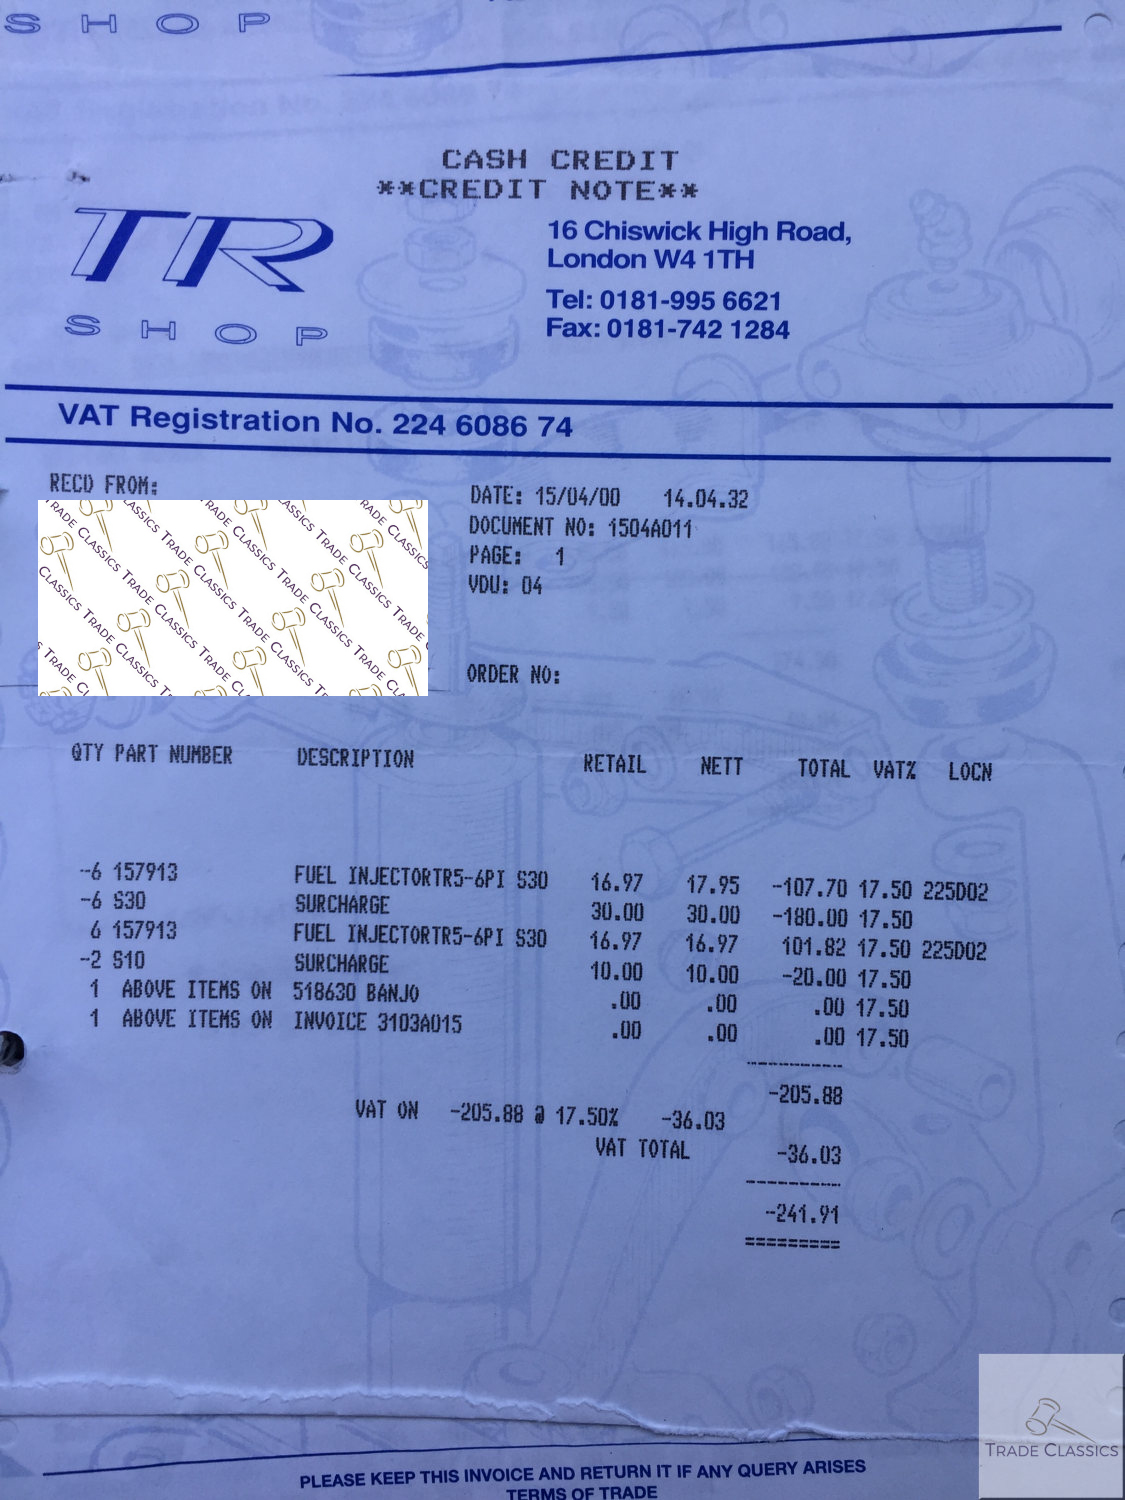 SHOP
CASH CREDIT
**CREDIT NOTE**
TR
SHOP
16 Chiswick High Road,
London W4 1TH
Tel: 0181-995 6621
Fax: 0181-742 1284
VAT Registration No. 224 6086 74
RECD FROM:
DATE: 15/04/00 14.04.32
DOCUMENT NO: 1504A011
PAGE: 1
VDU: 04
ORDER NO:
QTY PART NUMBER DESCRIPTION RETAIL NETT TOTAL VAT% LOCN
-6 157913 FUEL INJECTORTR5-6PI S30 16.97 17.95 -107.70 17.50 225D02
-6 S30 SURCHARGE 30.00 30.00 -180.00 17.50
6 157913 FUEL INJECTORTR5-6PI S30 16.97 16.97 101.82 17.50 225D02
-2 S10 SURCHARGE 10.00 10.00 -20.00 17.50
1 ABOVE ITEMS ON 518630 BANJO .00 .00 .00 17.50
1 ABOVE ITEMS ON INVOICE 3103A015 .00 .00 .00 17.50
-205.88
VAT ON -205.88 @ 17.50% -36.03
VAT TOTAL -36.03
-241.91
PLEASE KEEP THIS INVOICE AND RETURN IT IF ANY QUERY ARISES
TERMS OF TRADE
TRADE CLASSICS